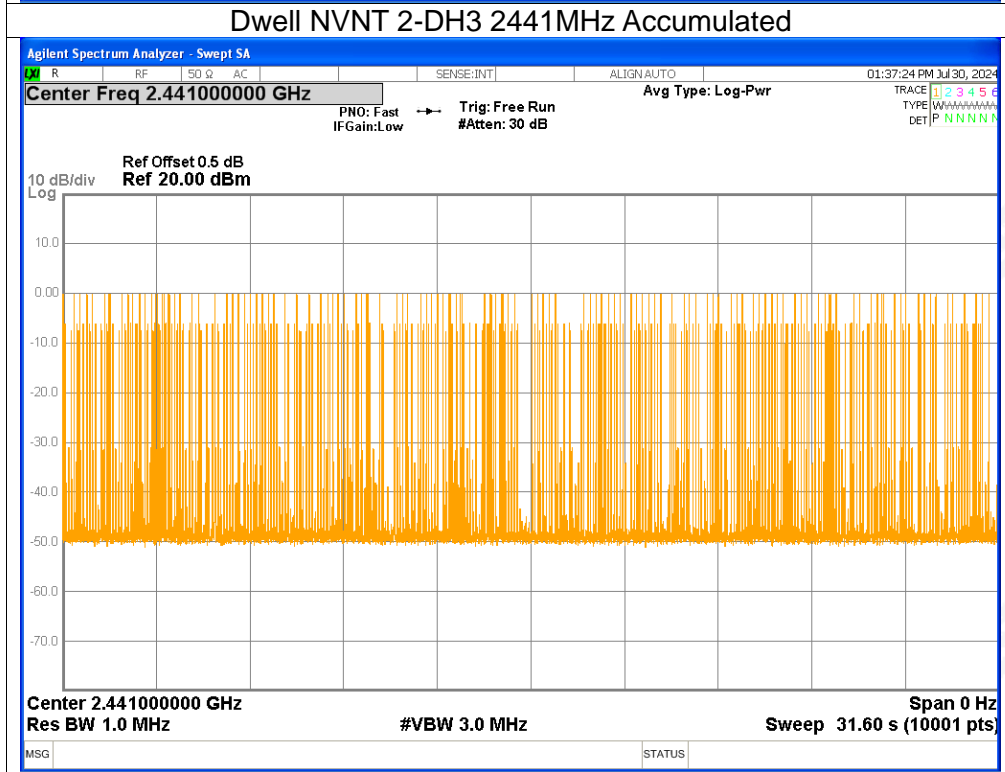 Dwell NVNT 2-DH3 2441MHz Accumulated
Agilent Spectrum Analyzer - Swept SA
LXI R RF 50 Ω AC SENSE:INT ALIGN AUTO 01:37:24 PM Jul 30, 2024
Center Freq 2.441000000 GHz Avg Type: Log-Pwr TRACE 1 2 3 4 5 6
PNO: Fast Trig: Free Run TYPE
IFGain:Low #Atten: 30 dB DET P N N N N N
Ref Offset 0.5 dB
10 dB/div Ref 20.00 dBm
Log
10.0
0.00
-10.0
-20.0
-30.0
-40.0
-50.0
-60.0
-70.0
Center 2.441000000 GHz Span 0 Hz
Res BW 1.0 MHz #VBW 3.0 MHz Sweep 31.60 s (10001 pts)
MSG STATUS